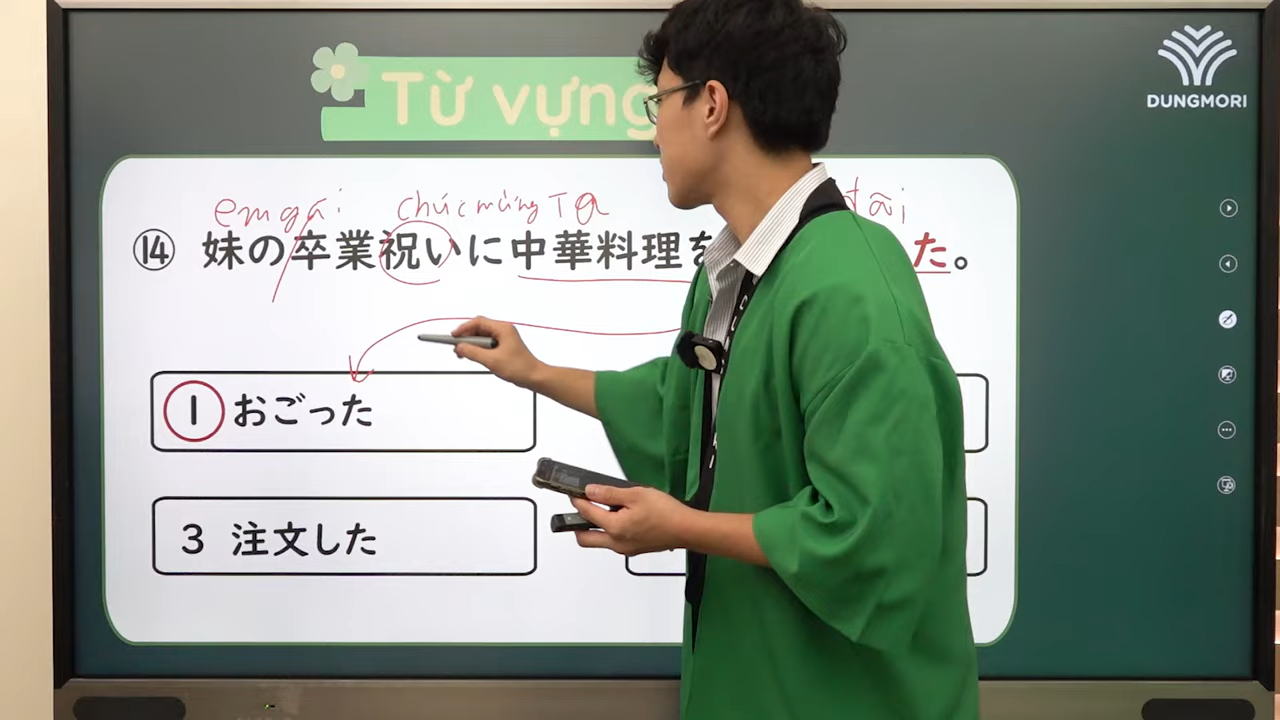 DUNGMORI
Từ vựng
em gái chúc mừng TQ đãi
⑭ 妹の卒業祝いに中華料理を た。
1 おごった
3 注文した